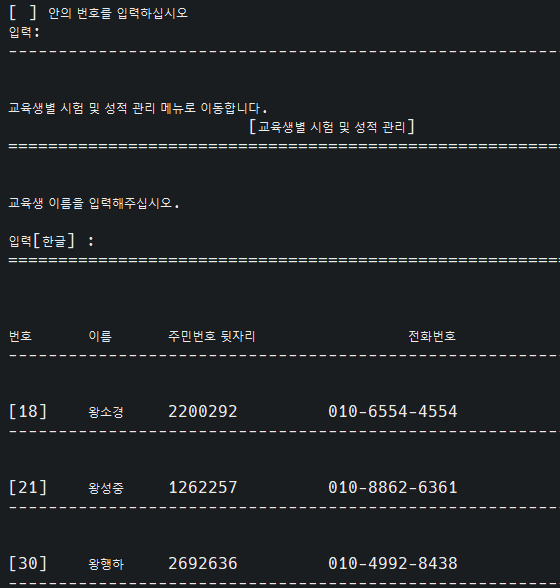 [ ] 안의 번호를 입력하십시오
입력:
--------------------------------------------------------
교육생별 시험 및 성적 관리 메뉴로 이동합니다.
[교육생별 시험 및 성적 관리]
========================================================
교육생 이름을 입력해주십시오.
입력[한글] :
========================================================
번호 이름 주민번호 뒷자리 전화번호
--------------------------------------------------------
[18] 왕소경 2200292 010-6554-4554
--------------------------------------------------------
[21] 왕성중 1262257 010-8862-6361
--------------------------------------------------------
[30] 왕행하 2692636 010-4992-8438
--------------------------------------------------------